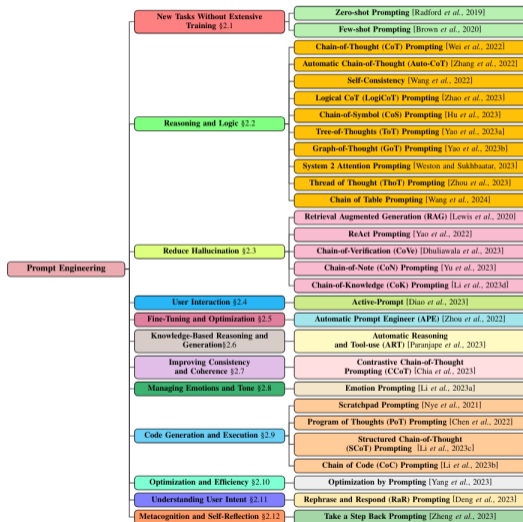 Prompt Engineering
New Tasks Without Extensive
Training §2.1
Zero-shot Prompting [Radford et al., 2019]
Few-shot Prompting [Brown et al., 2020]
Reasoning and Logic §2.2
Chain-of-Thought (CoT) Prompting [Wei et al., 2022]
Automatic Chain-of-Thought (Auto-CoT) [Zhang et al., 2022]
Self-Consistency [Wang et al., 2022]
Logical CoT (LogiCoT) Prompting [Zhao et al., 2023]
Chain-of-Symbol (CoS) Prompting [Hu et al., 2023]
Tree-of-Thoughts (ToT) Prompting [Yao et al., 2023a]
Graph-of-Thought (GoT) Prompting [Yao et al., 2023b]
System 2 Attention Prompting [Weston and Sukhbaatar, 2023]
Thread of Thought (ThoT) Prompting [Zhou et al., 2023]
Chain of Table Prompting [Wang et al., 2024]
Reduce Hallucination §2.3
Retrieval Augmented Generation (RAG) [Lewis et al., 2020]
ReAct Prompting [Yao et al., 2022]
Chain-of-Verification (CoVe) [Dhuliawala et al., 2023]
Chain-of-Note (CoN) Prompting [Yu et al., 2023]
Chain-of-Knowledge (CoK) Prompting [Li et al., 2023d]
User Interaction §2.4
Active-Prompt [Diao et al., 2023]
Fine-Tuning and Optimization §2.5
Automatic Prompt Engineer (APE) [Zhou et al., 2022]
Knowledge-Based Reasoning and
Generation§2.6
Automatic Reasoning
and Tool-use (ART) [Paranjape et al., 2023]
Improving Consistency
and Coherence §2.7
Contrastive Chain-of-Thought
Prompting (CCoT) [Chia et al., 2023]
Managing Emotions and Tone §2.8
Emotion Prompting [Li et al., 2023a]
Code Generation and Execution §2.9
Scratchpad Prompting [Nye et al., 2021]
Program of Thoughts (PoT) Prompting [Chen et al., 2022]
Structured Chain-of-Thought
(SCoT) Prompting [Li et al., 2023c]
Chain of Code (CoC) Prompting [Li et al., 2023b]
Optimization and Efficiency §2.10
Optimization by Prompting [Yang et al., 2023]
Understanding User Intent §2.11
Rephrase and Respond (RaR) Prompting [Deng et al., 2023]
Metacognition and Self-Reflection §2.12
Take a Step Back Prompting [Zheng et al., 2023]